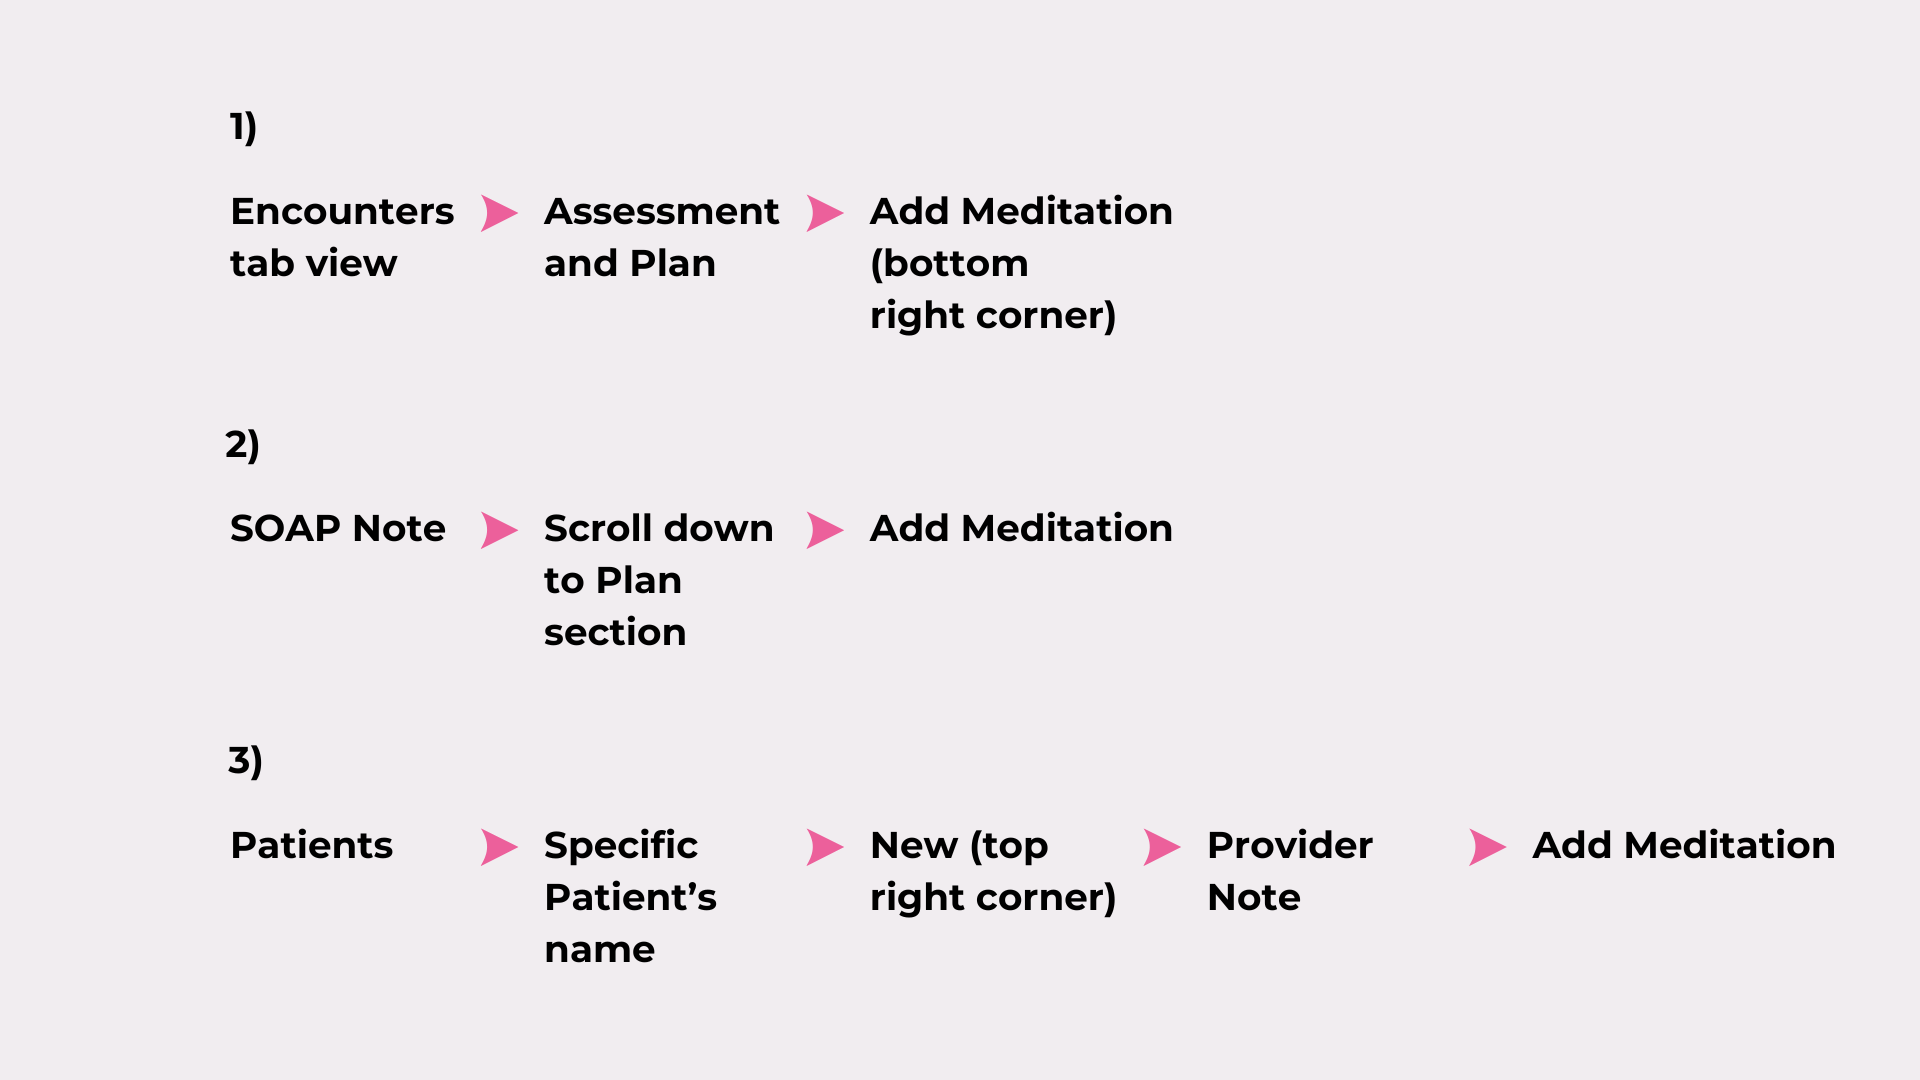 1)
Encounters
tab view
Assessment
and Plan
Add Meditation
(bottom
right corner)
2)
SOAP Note
Scroll down
to Plan
section
Add Meditation
3)
Patients
Specific
Patient’s
name
New (top
right corner)
Provider
Note
Add Meditation